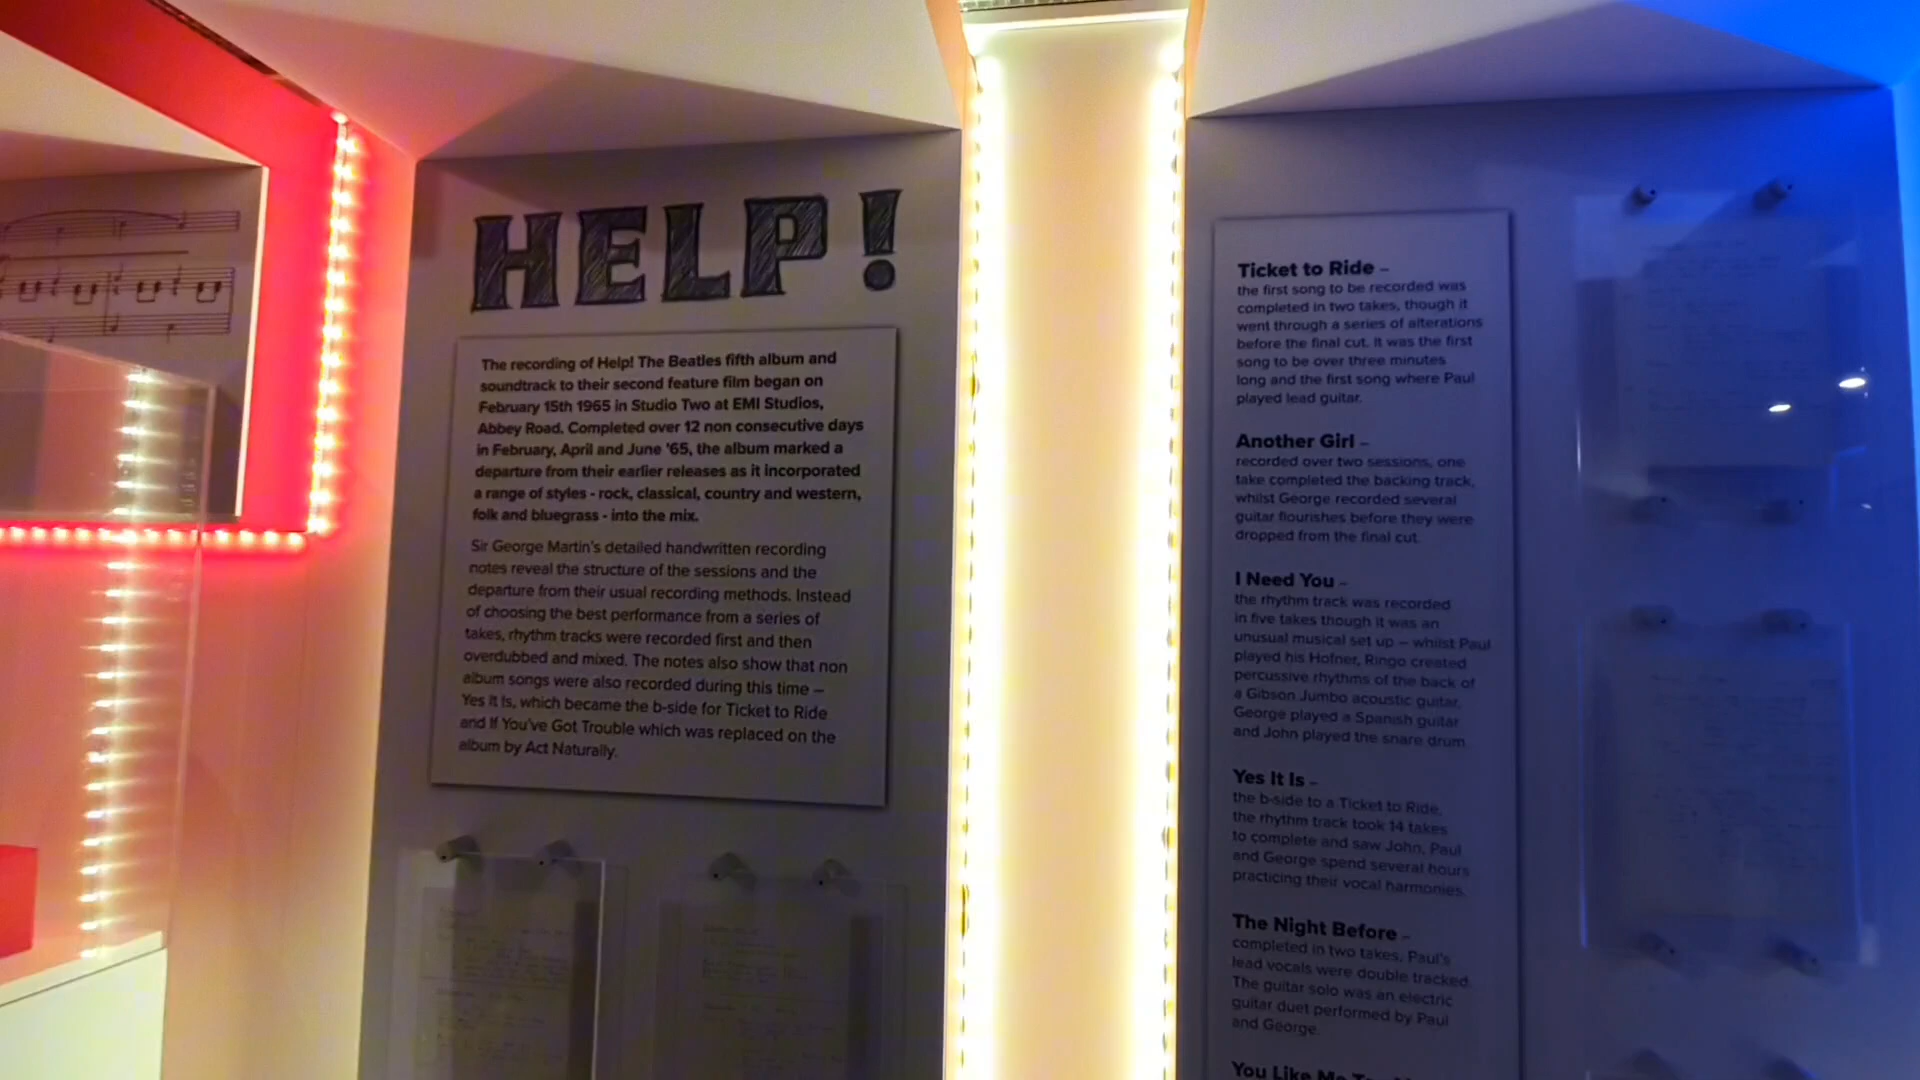 HELP!
The recording of Help! The Beatles fifth album and
soundtrack to their second feature film began on
February 15th 1965 in Studio Two at EMI Studios,
Abbey Road. Completed over 12 non consecutive days
in February, April and June '65, the album marked a
departure from their earlier releases as it incorporated
a range of styles - rock, classical, country and western,
folk and bluegrass - into the mix.
Sir George Martin's detailed handwritten recording
notes reveal the structure of the sessions and the
departure from their usual recording methods. Instead
of choosing the best performance from a series of
takes, rhythm tracks were recorded first and then
overdubbed and mixed. The notes also show that non
album songs were also recorded during this time –
Yes It Is, which became the b-side for Ticket to Ride
and If You've Got Trouble which was replaced on the
album by Act Naturally.
Ticket to Ride –
the first song to be recorded was
completed in two takes, though it
went through a series of alterations
before the final cut. It was the first
song to be over three minutes
long and the first song where Paul
played lead guitar.
Another Girl –
recorded over two sessions, one
take completed the backing track,
whilst George recorded several
guitar flourishes before they were
dropped from the final cut.
I Need You –
the rhythm track was recorded
in five takes though it was an
unusual musical set up – whilst Paul
played his Hofner, Ringo created
percussive rhythms of the back of
a Gibson Jumbo acoustic guitar,
George played a Spanish guitar
and John played the snare drum.
Yes It Is –
the b-side to a Ticket to Ride,
the rhythm track took 14 takes
to complete and saw John, Paul
and George spend several hours
practicing their vocal harmonies.
The Night Before –
completed in two takes, Paul's
lead vocals were double tracked.
The guitar solo was an electric
guitar duet performed by Paul
and George.
You Like Me